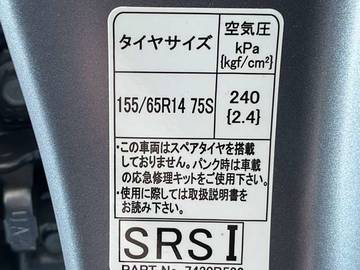 タイヤサイズ 空気圧
kPa
{kgf/cm²}
155/65R14 75S 240
{2.4}
・この車両はスペアタイヤを搭載
しておりません。パンク時は車載
の応急修理キットをご使用下さい。
・使用に際しては取扱説明書を
お読み下さい。
SRS I
PART No.